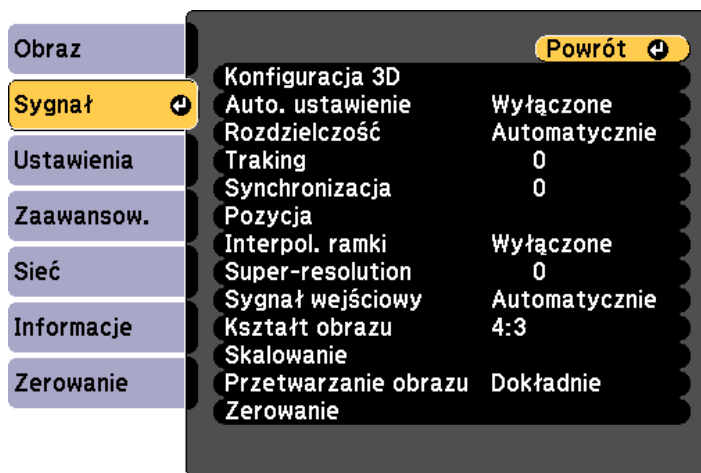 Obraz
Sygnał
Ustawienia
Zaawansow.
Sieć
Informacje
Zerowanie
Powrót
Konfiguracja 3D
Auto. ustawienie Wyłączone
Rozdzielczość Automatycznie
Traking 0
Synchronizacja 0
Pozycja
Interpol. ramki Wyłączone
Super-resolution 0
Sygnał wejściowy Automatycznie
Kształt obrazu 4:3
Skalowanie
Przetwarzanie obrazu Dokładnie
Zerowanie